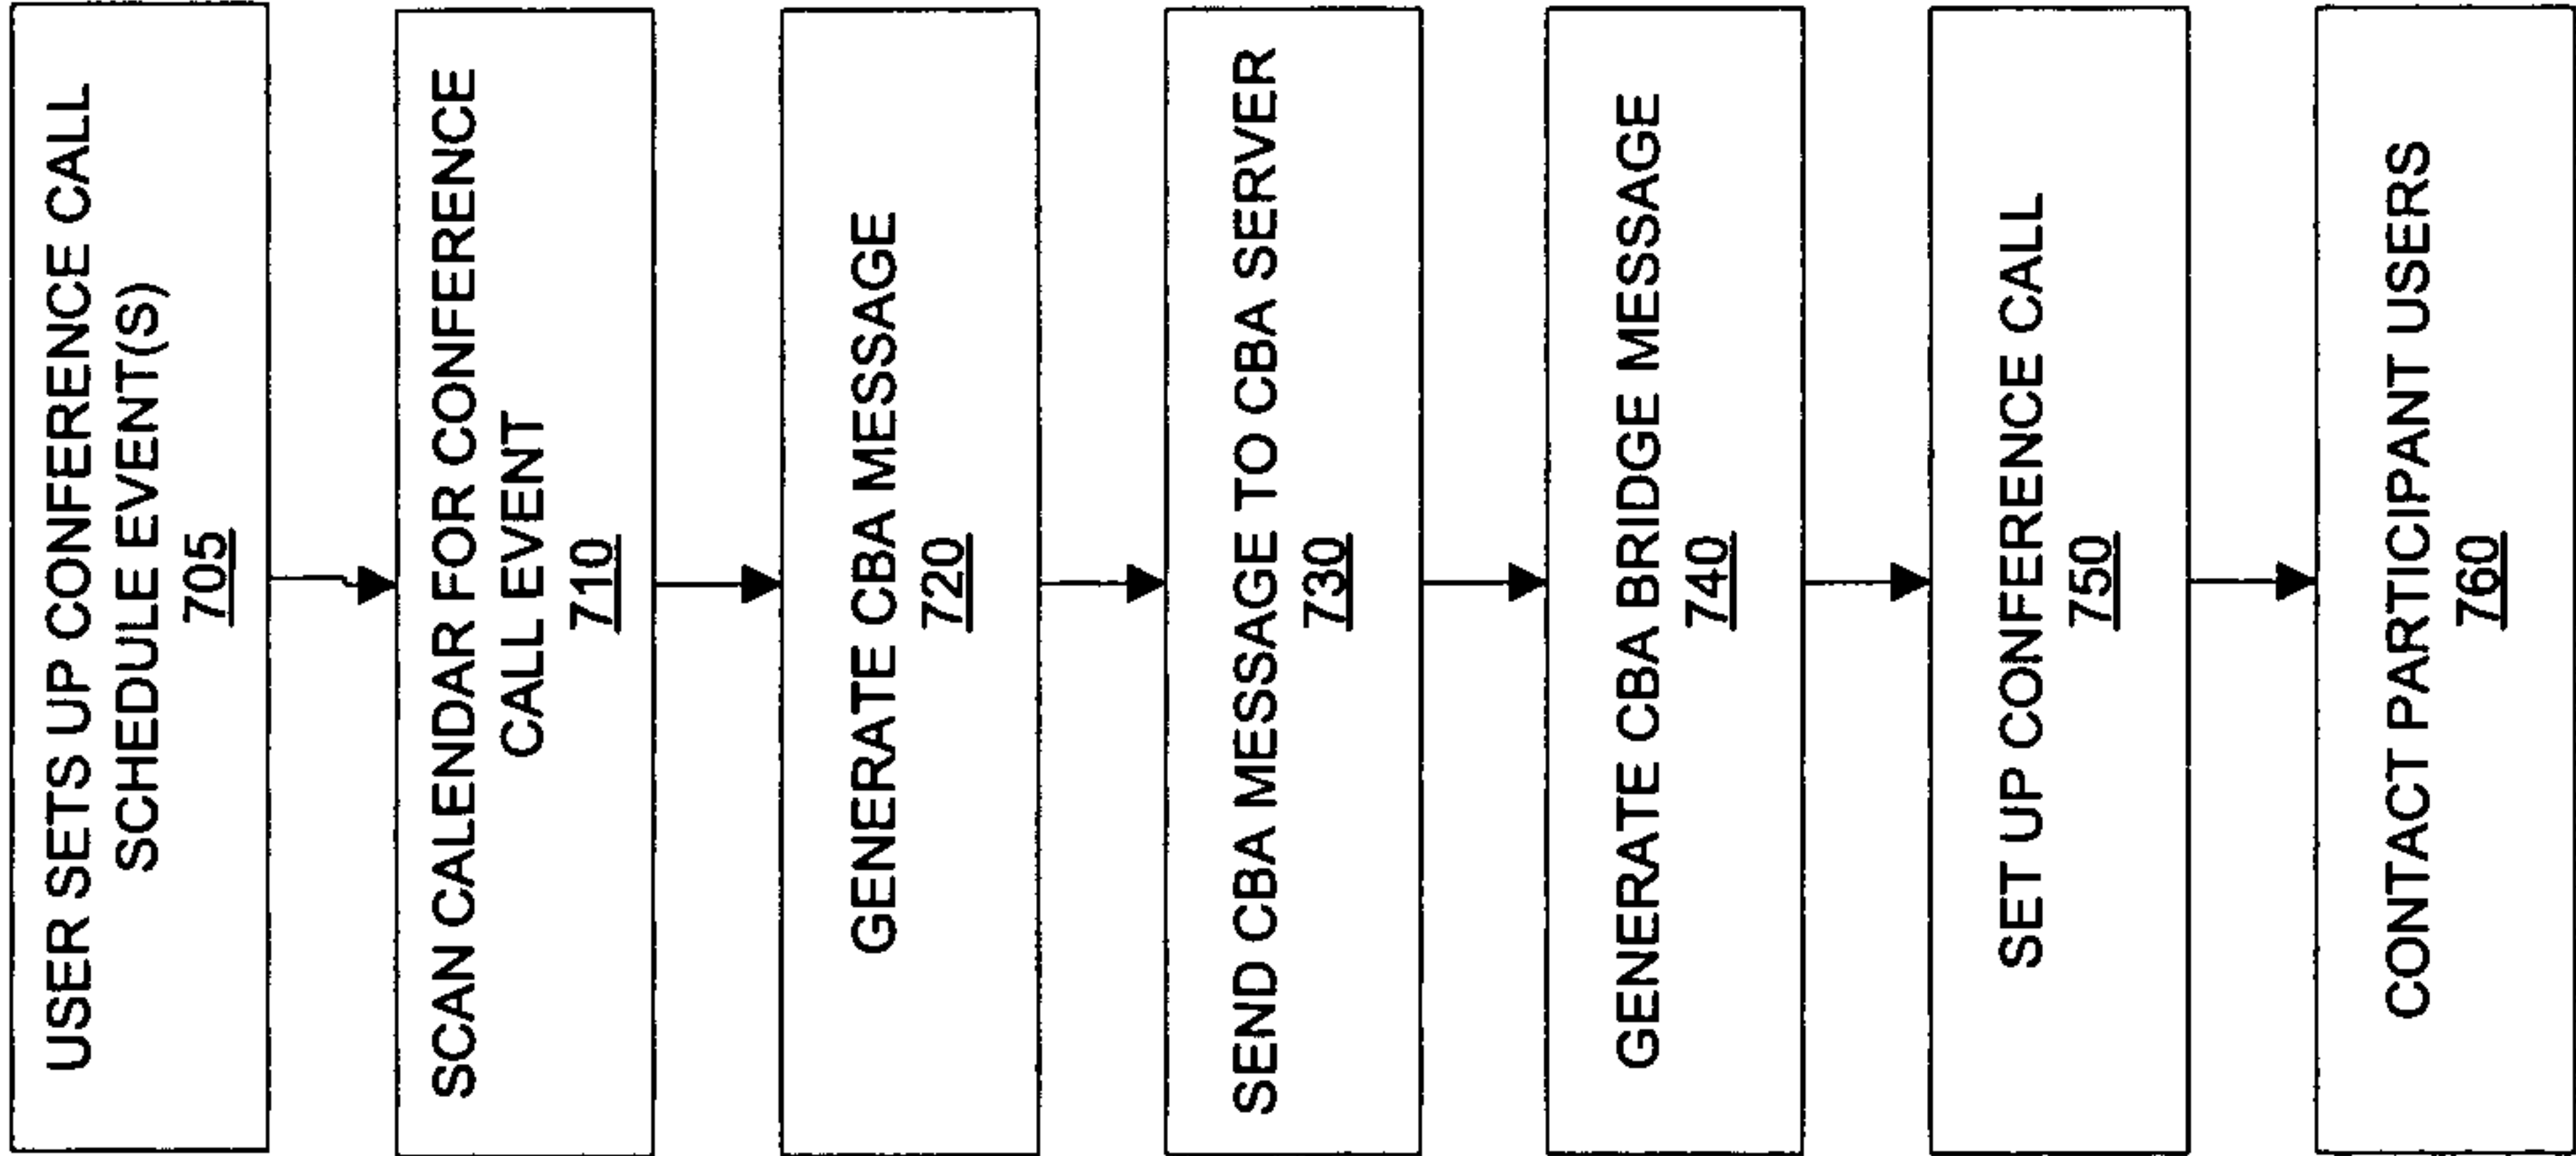 USER SETS UP CONFERENCE CALL
SCHEDULE EVENT(S)
705
SCAN CALENDAR FOR CONFERENCE
CALL EVENT
710
GENERATE CBA MESSAGE
720
SEND CBA MESSAGE TO CBA SERVER
730
GENERATE CBA BRIDGE MESSAGE
740
SET UP CONFERENCE CALL
750
CONTACT PARTICIPANT USERS
760